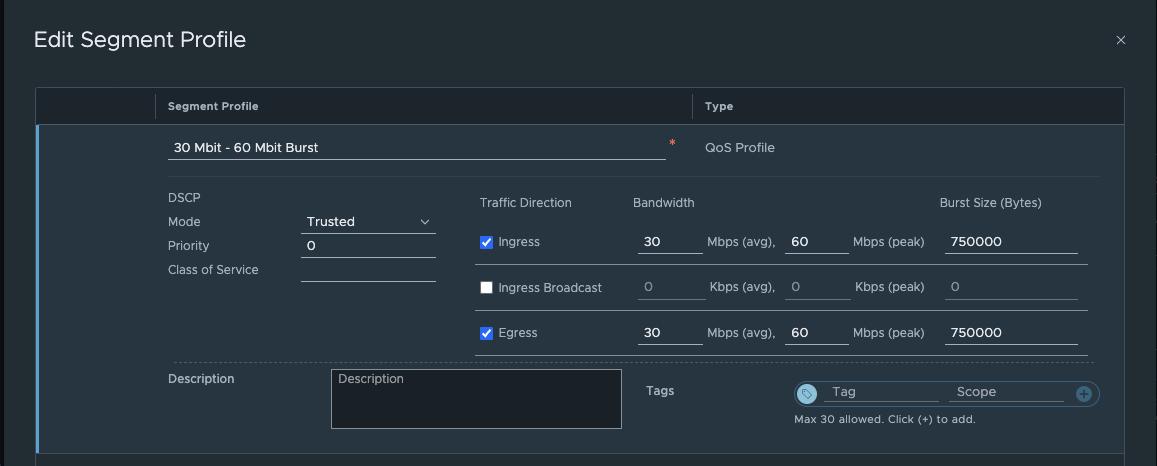 Edit Segment Profile
Segment Profile Type
30 Mbit - 60 Mbit Burst * QoS Profile
DSCP
Mode Trusted
Priority 0
Class of Service
Traffic Direction Bandwidth Burst Size (Bytes)
Ingress 30 Mbps (avg), 60 Mbps (peak) 750000
Ingress Broadcast 0 Kbps (avg), 0 Kbps (peak) 0
Egress 30 Mbps (avg), 60 Mbps (peak) 750000
Description Description
Tags Tag Scope
Max 30 allowed. Click (+) to add.